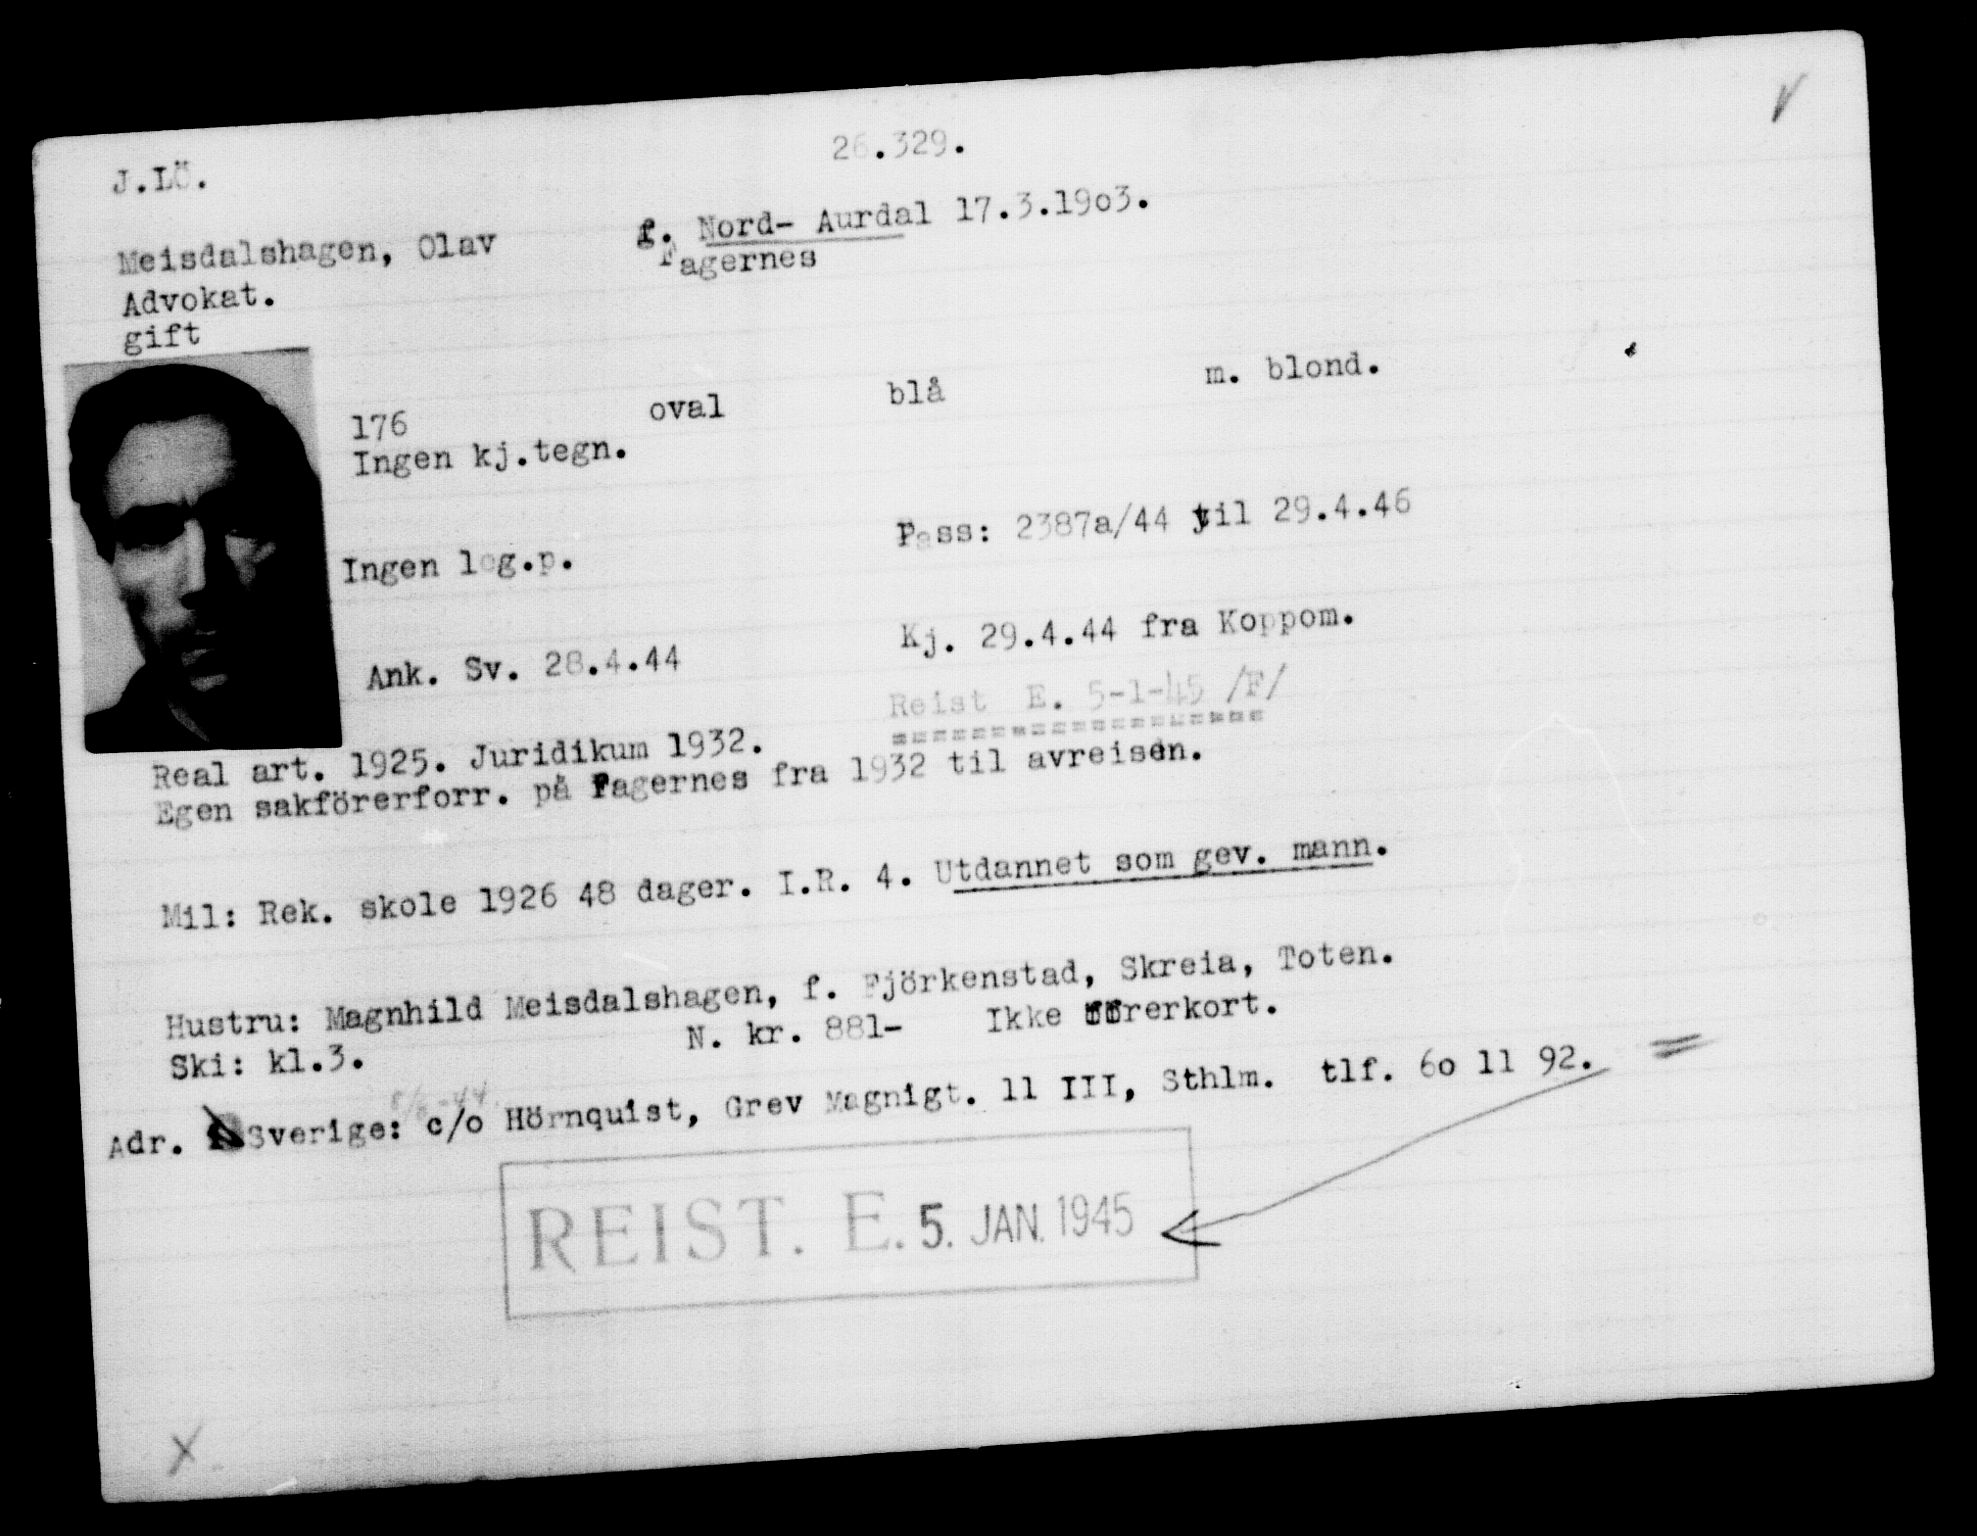 26.329.
J.LÖ.
Meisdalshagen, Olav f. Nord- Aurdal 17.3.19o3.
Fagernes
Advokat.
gift
176 oval blå m. blond.
Ingen kj.tegn.
Pass: 2387a/44 til 29.4.46
Ingen leg.p.
Kj. 29.4.44 fra Koppom.
Ank. Sv. 28.4.44
Reist E. 5-1-45 /F/
Real art. 1925. Juridikum 1932.
Egen sakförerforr. på Fagernes fra 1932 til avreisen.
Mil: Rek. skole 1926 48 dager. I.R. 4. Utdannet som gev. mann.
Hustru: Magnhild Meisdalshagen, f. Fjörkenstad, Skreia, Toten.
Ski: kl.3. N. kr. 881- Ikke förerkort.
Adr. Sverige: c/o Hörnquist, Grev Magnigt. 11 III, Sthlm. tlf. 6o 11 92.
REIST. E. 5. JAN. 1945